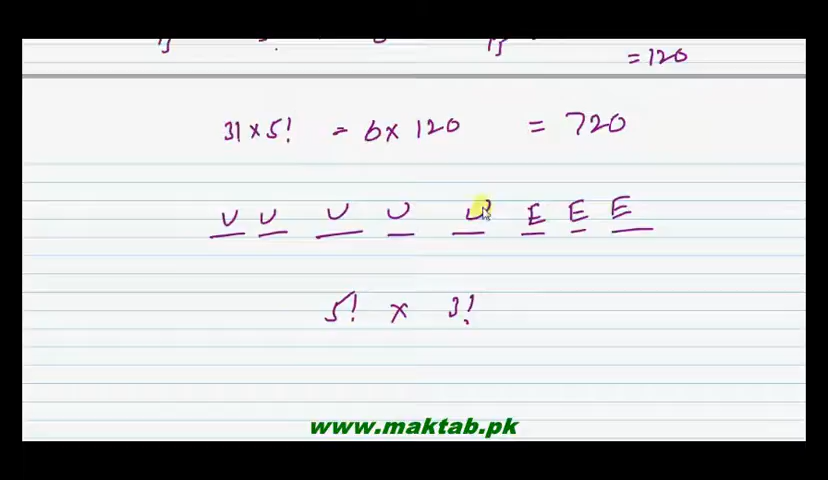 = 120
3! × 5! = 6 × 120 = 720
U U U U U E E E
5! × 3!
www.maktab.pk